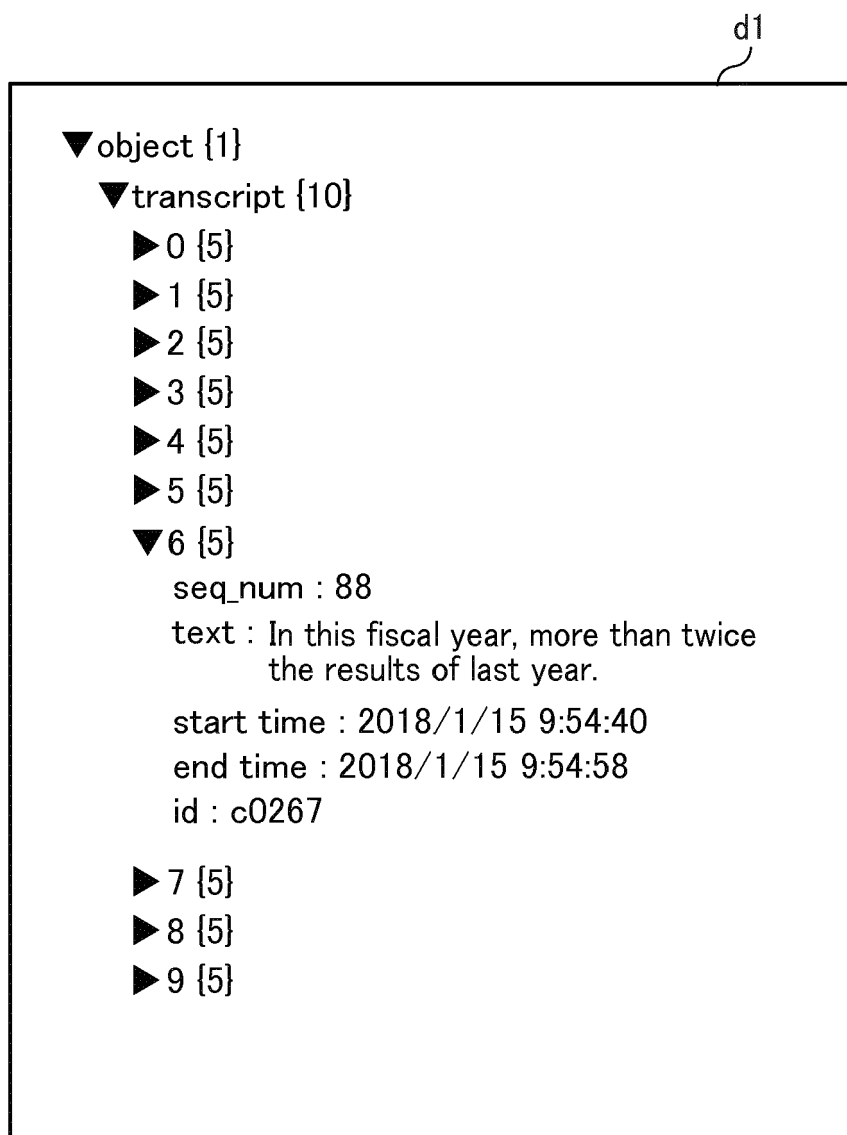 d1
▼object {1}
▼transcript {10}
▶0 {5}
▶1 {5}
▶2 {5}
▶3 {5}
▶4 {5}
▶5 {5}
▼6 {5}
seq_num : 88
text : In this fiscal year, more than twice
the results of last year.
start time : 2018/1/15 9:54:40
end time : 2018/1/15 9:54:58
id : c0267
▶7 {5}
▶8 {5}
▶9 {5}